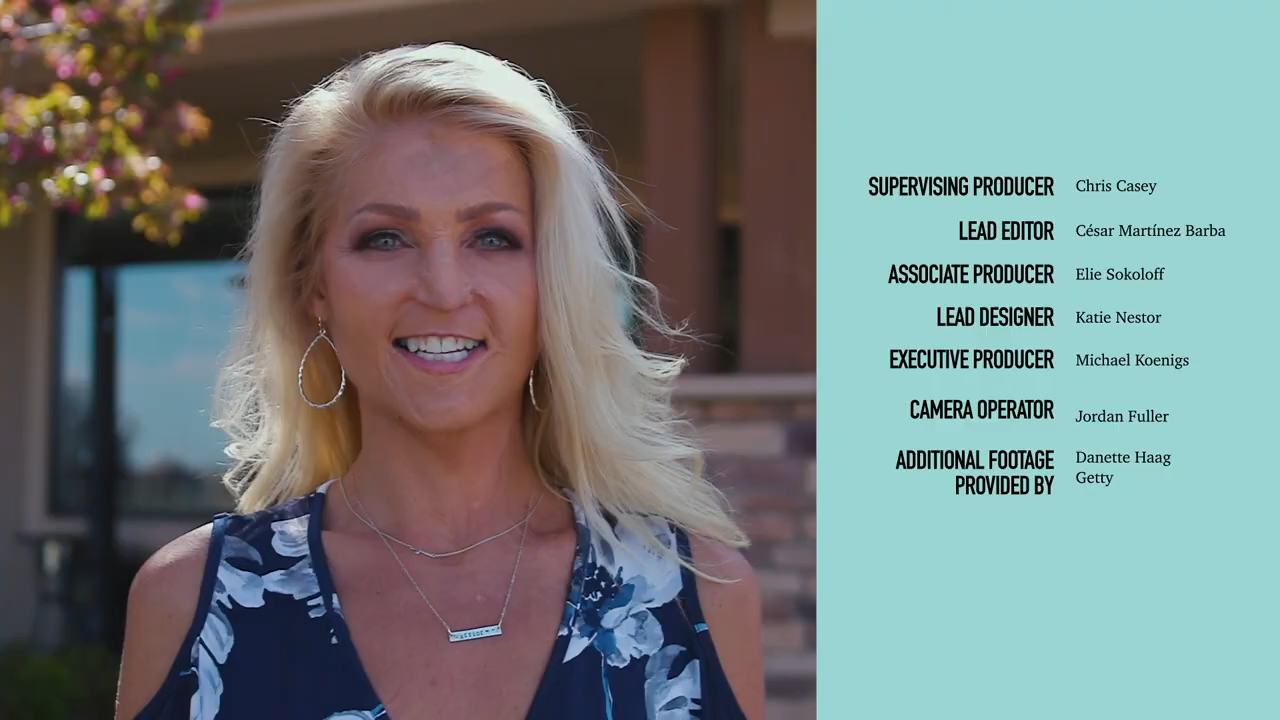 SUPERVISING PRODUCER Chris Casey
LEAD EDITOR César Martínez Barba
ASSOCIATE PRODUCER Elie Sokoloff
LEAD DESIGNER Katie Nestor
EXECUTIVE PRODUCER Michael Koenigs
CAMERA OPERATOR Jordan Fuller
ADDITIONAL FOOTAGE Danette Haag
PROVIDED BY Getty